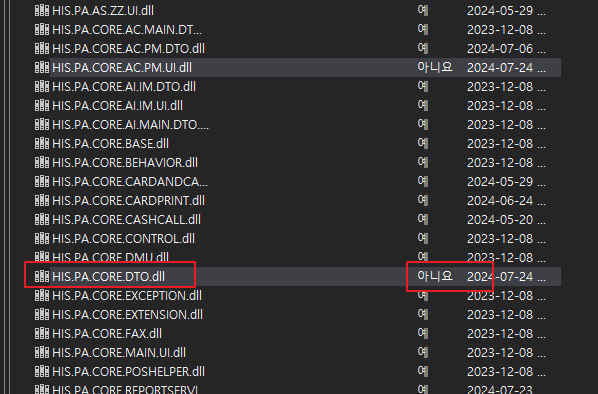 HIS.PA.AS.ZZ.UI.dll 예 2024-05-29 ...
HIS.PA.CORE.AC.MAIN.DT... 예 2023-12-08 ...
HIS.PA.CORE.AC.PM.DTO.dll 예 2024-07-06 ...
HIS.PA.CORE.AC.PM.UI.dll 아니요 2024-07-24 ...
HIS.PA.CORE.AI.IM.DTO.dll 예 2023-12-08 ...
HIS.PA.CORE.AI.IM.UI.dll 예 2023-12-08 ...
HIS.PA.CORE.AI.MAIN.DTO.... 예 2023-12-08 ...
HIS.PA.CORE.BASE.dll 예 2023-12-08 ...
HIS.PA.CORE.BEHAVIOR.dll 예 2023-12-08 ...
HIS.PA.CORE.CARDANDCA... 예 2024-05-29 ...
HIS.PA.CORE.CARDPRINT.dll 예 2024-06-24 ...
HIS.PA.CORE.CASHCALL.dll 예 2024-05-20 ...
HIS.PA.CORE.CONTROL.dll 예 2023-12-08 ...
HIS.PA.CORE.DMU.dll 예 2023-12-08 ...
HIS.PA.CORE.DTO.dll 아니요 2024-07-24 ...
HIS.PA.CORE.EXCEPTION.dll 예 2023-12-08 ...
HIS.PA.CORE.EXTENSION.dll 예 2023-12-08 ...
HIS.PA.CORE.FAX.dll 예 2023-12-08 ...
HIS.PA.CORE.MAIN.UI.dll 예 2023-12-08 ...
HIS.PA.CORE.POSHELPER.dll 예 2023-12-08 ...
HIS.PA.CORE.REPORTSERVI... 예 2024-07-23 ...